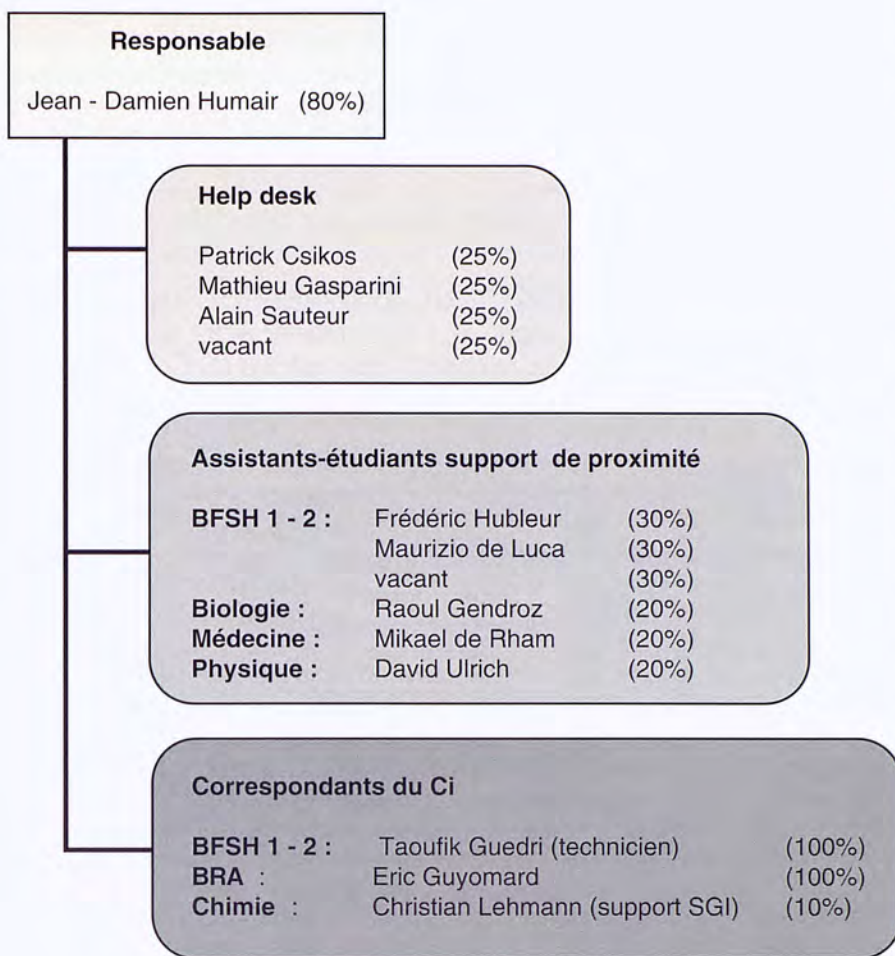 Responsable
Jean - Damien Humair (80%)
Help desk
Patrick Csikos (25%)
Mathieu Gasparini (25%)
Alain Sauteur (25%)
vacant (25%)
Assistants-étudiants support de proximité
BFSH 1 - 2 : Frédéric Hubleur (30%)
Maurizio de Luca (30%)
vacant (30%)
Biologie : Raoul Gendroz (20%)
Médecine : Mikael de Rham (20%)
Physique : David Ulrich (20%)
Correspondants du Ci
BFSH 1 - 2 : Taoufik Guedri (technicien) (100%)
BRA : Eric Guyomard (100%)
Chimie : Christian Lehmann (support SGI) (10%)